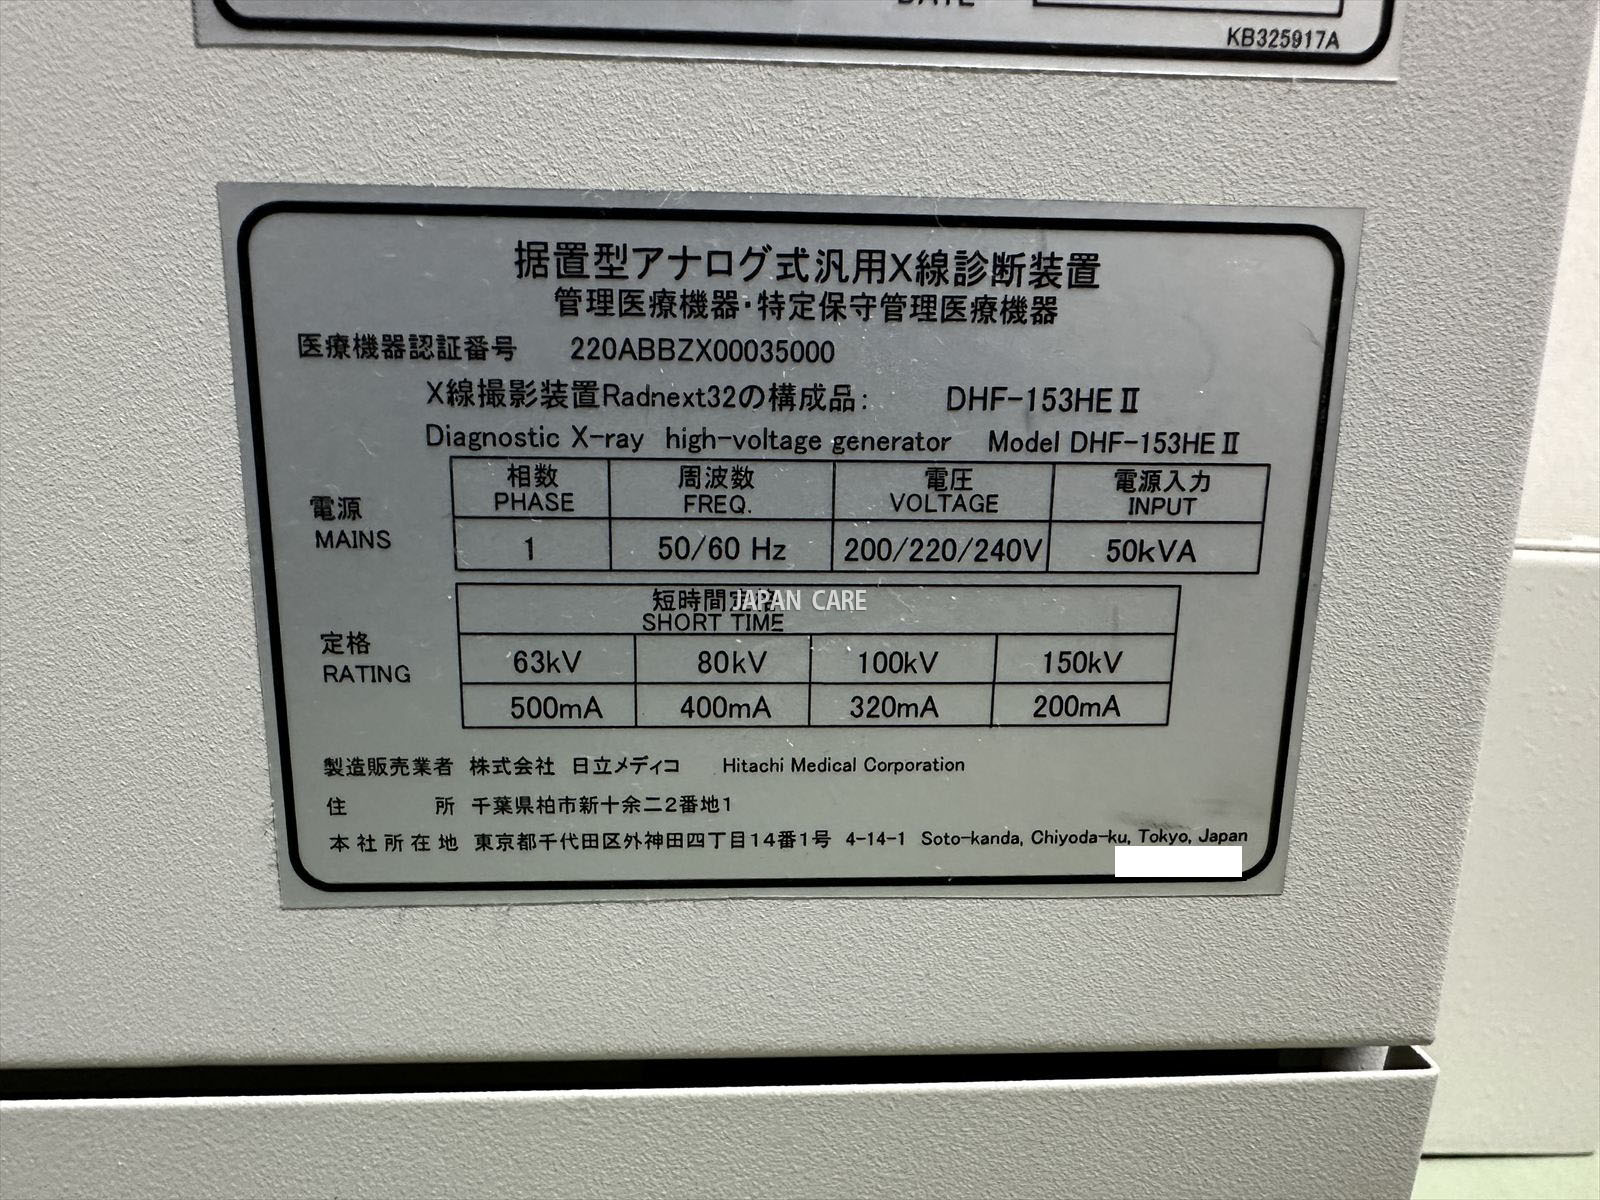 KB325917A
据置型アナログ式汎用X線診断装置
管理医療機器・特定保守管理医療機器
医療機器認証番号 220ABBZX00035000
X線撮影装置Radnext32の構成品: DHF-153HEⅡ
Diagnostic X-ray high-voltage generator Model DHF-153HEⅡ
電源 MAINS
相数 周波数 電圧 電源入力
PHASE FREQ. VOLTAGE INPUT
1 50/60 Hz 200/220/240V 50kVA
定格 RATING
短時間定格
JAPAN CARE
SHORT TIME
63kV 80kV 100kV 150kV
500mA 400mA 320mA 200mA
製造販売業者 株式会社 日立メディコ Hitachi Medical Corporation
住 所 千葉県柏市新十余二2番地1
本社所在地 東京都千代田区外神田四丁目14番1号 4-14-1 Soto-kanda, Chiyoda-ku, Tokyo, Japan